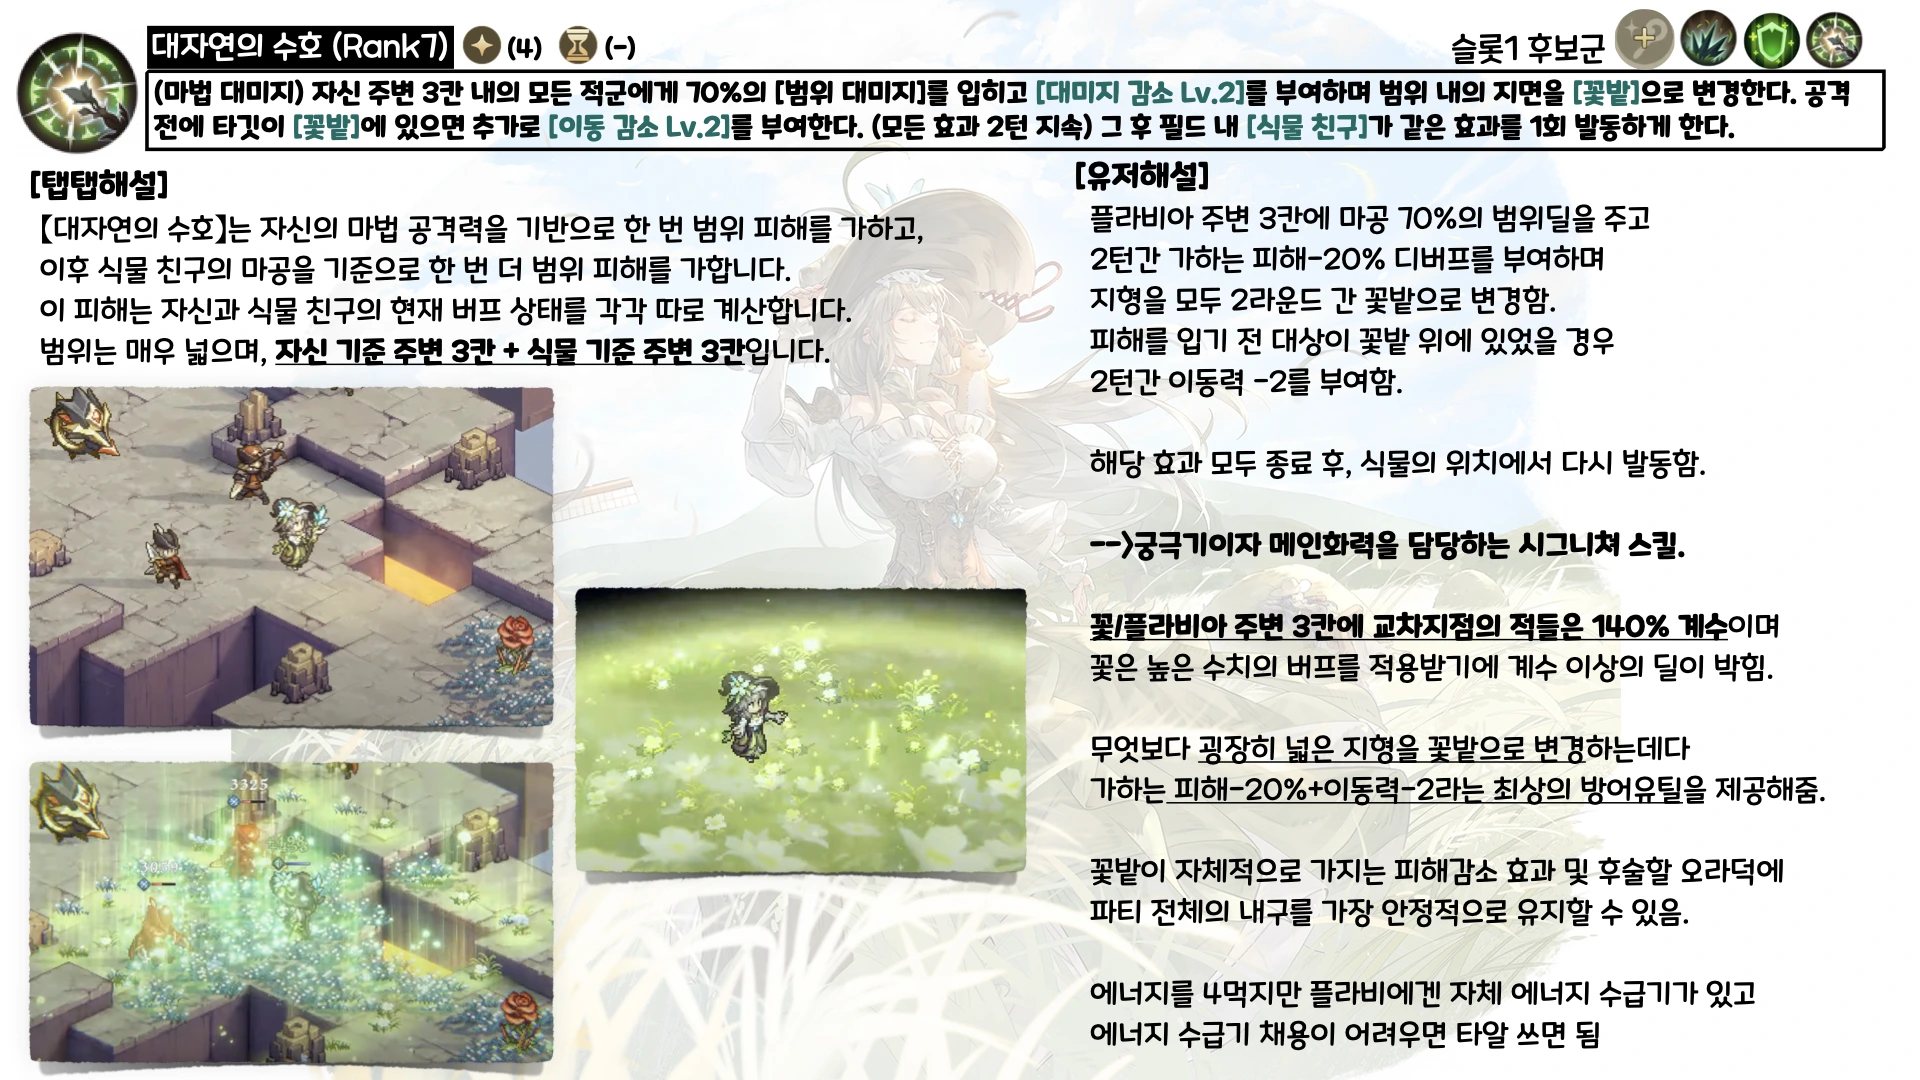 대자연의 수호 (Rank7) (4) (-)
슬롯1 후보군
(마법 대미지) 자신 주변 3칸 내의 모든 적군에게 70%의 [범위 대미지]를 입히고 [대미지 감소 Lv.2]를 부여하며 범위 내의 지면을 [꽃밭]으로 변경한다. 공격
전에 타깃이 [꽃밭]에 있으면 추가로 [이동 감소 Lv.2]를 부여한다. (모든 효과 2턴 지속) 그 후 필드 내 [식물 친구]가 같은 효과를 1회 발동하게 한다.
[탭탭해설]
【대자연의 수호】는 자신의 마법 공격력을 기반으로 한 번 범위 피해를 가하고,
이후 식물 친구의 마공을 기준으로 한 번 더 범위 피해를 가합니다.
이 피해는 자신과 식물 친구의 현재 버프 상태를 각각 따로 계산합니다.
범위는 매우 넓으며, 자신 기준 주변 3칸 + 식물 기준 주변 3칸입니다.
3325
[유저해설]
플라비아 주변 3칸에 마공 70%의 범위딜을 주고
2턴간 가하는 피해-20% 디버프를 부여하며
지형을 모두 2라운드 간 꽃밭으로 변경함.
피해를 입기 전 대상이 꽃밭 위에 있었을 경우
2턴간 이동력 -2를 부여함.
해당 효과 모두 종료 후, 식물의 위치에서 다시 발동함.
-->궁극기이자 메인화력을 담당하는 시그니쳐 스킬.
꽃/플라비아 주변 3칸에 교차지점의 적들은 140% 계수이며
꽃은 높은 수치의 버프를 적용받기에 계수 이상의 딜이 박힘.
무엇보다 굉장히 넓은 지형을 꽃밭으로 변경하는데다
가하는 피해-20%+이동력-2라는 최상의 방어유틸을 제공해줌.
꽃밭이 자체적으로 가지는 피해감소 효과 및 후술할 오라덕에
파티 전체의 내구를 가장 안정적으로 유지할 수 있음.
에너지를 4먹지만 플라비에겐 자체 에너지 수급기가 있고
에너지 수급기 채용이 어려우면 타알 쓰면 됨